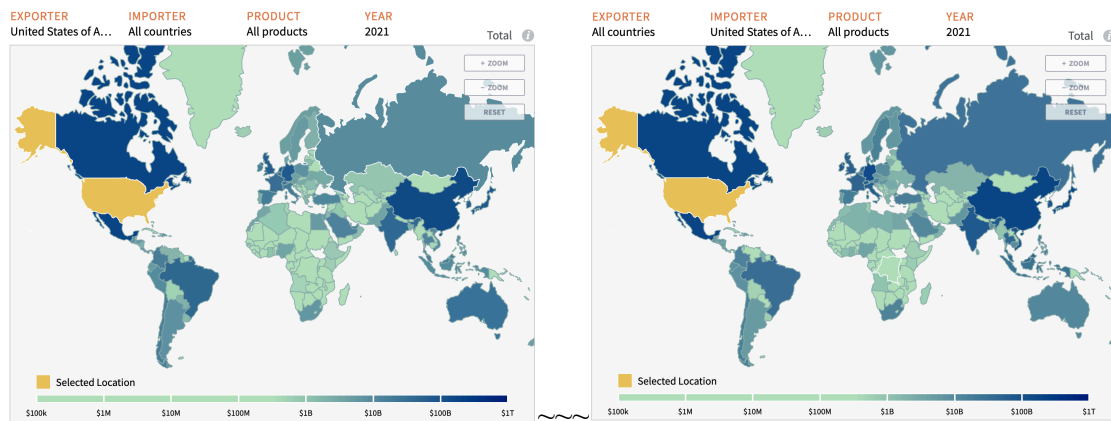 EXPORTER IMPORTER PRODUCT YEAR
United States of A... All countries All products 2021
Total i
+ ZOOM
− ZOOM
RESET
Selected Location
$100k $1M $10M $100M $1B $10B $100B $1T
~~~
EXPORTER IMPORTER PRODUCT YEAR
All countries United States of A... All products 2021
Total i
+ ZOOM
− ZOOM
RESET
Selected Location
$100k $1M $10M $100M $1B $10B $100B $1T